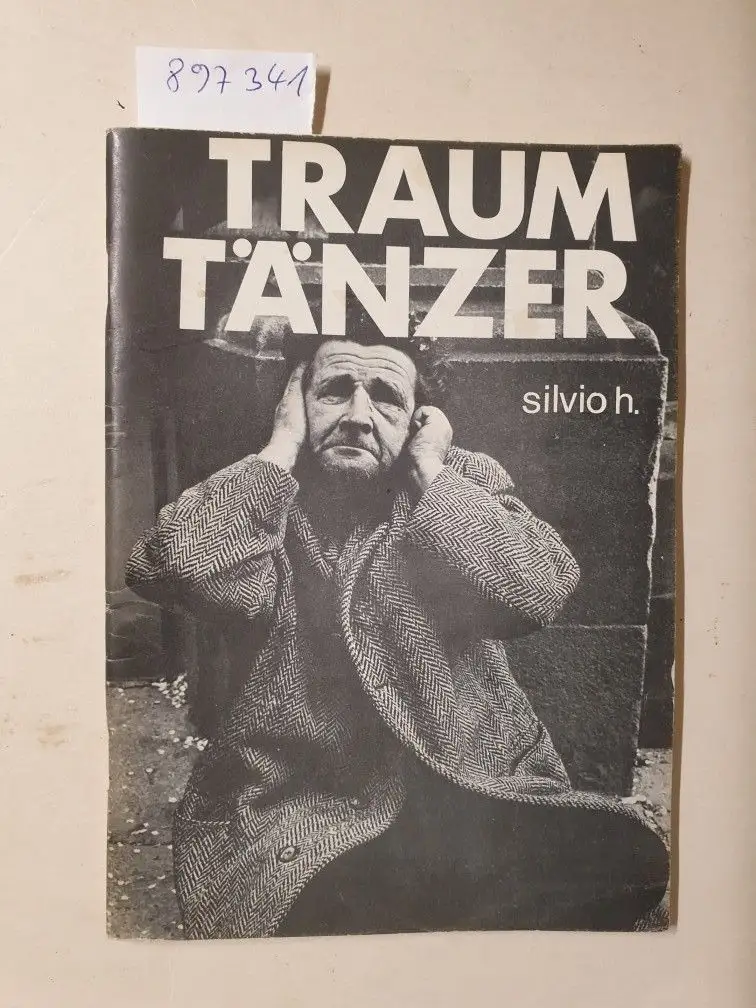 897341
TRAUM
TÄNZER
silvio h.